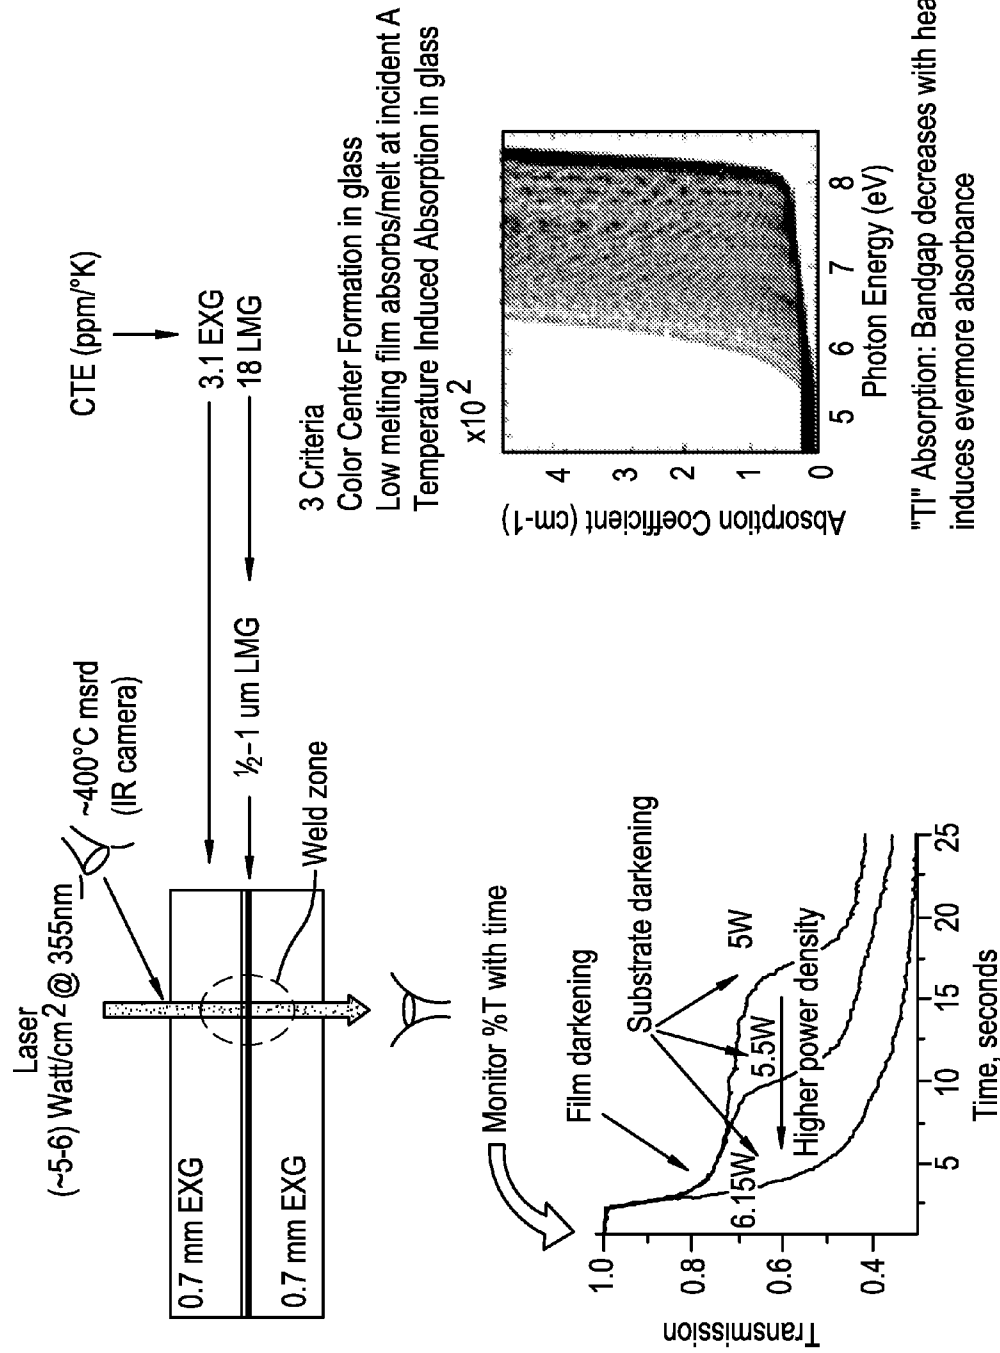 Laser
(~5-6) Watt/cm2 @ 355nm
~400°C msrd
(IR camera)
CTE (ppm/°K)
0.7 mm EXG
3.1 EXG
½–1 um LMG
18 LMG
0.7 mm EXG
Weld zone
3 Criteria
Color Center Formation in glass
Low melting film absorbs/melt at incident A
Temperature Induced Absorption in glass
Monitor %T with time
Film darkening
Substrate darkening
6.15W
5.5W
5W
Higher power density
Transmission
1.0
0.8
0.6
0.4
5
10
15
20
25
Time, seconds
x10 2
Absorption Coefficient (cm-1)
4
3
2
1
0
5
6
7
8
Photon Energy (eV)
"TI" Absorption: Bandgap decreases with hea
induces evermore absorbance